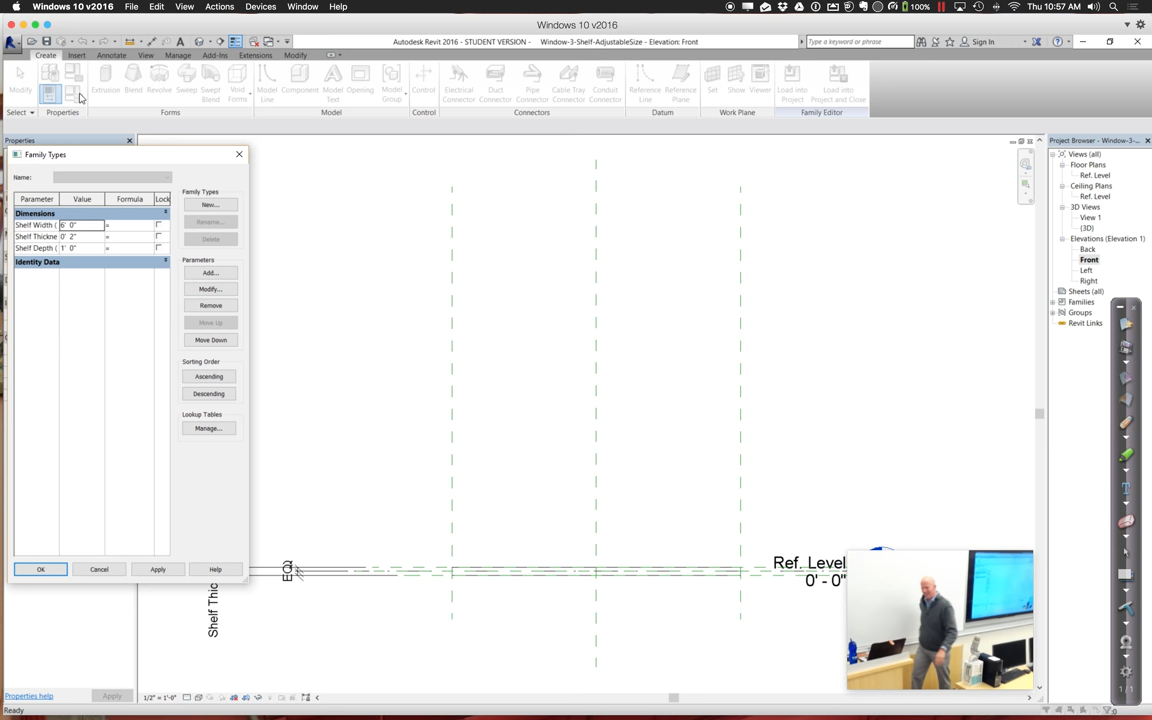 Windows 10 v2016 File Edit View Actions Devices Window Help
100% Thu 10:57 AM
Windows 10 v2016
Autodesk Revit 2016 - STUDENT VERSION - Window-3-Shelf-AdjustableSize - Elevation: Front
Type a keyword or phrase Sign In
Create Insert Annotate View Manage Add-Ins Extensions Modify
Modify Extrusion Blend Revolve Sweep Swept Blend Void Forms Model Line Component Model Text Opening Model Group Control Electrical Connector Duct Connector Pipe Connector Cable Tray Connector Conduit Connector Reference Line Reference Plane Set Show Viewer Load into Project Load into Project and Close
Select Properties Forms Model Control Connectors Datum Work Plane Family Editor
Properties
Family Types
Name:
Parameter Value Formula Lock
Dimensions
Shelf Width ( 6' 0" =
Shelf Thickne 0' 2" =
Shelf Depth ( 1' 0" =
Identity Data
Family Types
New...
Rename...
Delete
Parameters
Add...
Modify...
Remove
Move Up
Move Down
Sorting Order
Ascending
Descending
Lookup Tables
Manage...
OK Cancel Apply Help
EQ
Shelf Thic
Ref. Level
0' - 0"
Project Browser - Window-3-...
Views (all)
Floor Plans
Ref. Level
Ceiling Plans
Ref. Level
3D Views
View 1
{3D}
Elevations (Elevation 1)
Back
Front
Left
Right
Sheets (all)
Families
Groups
Revit Links
1 / 1
Properties help Apply
1/2" = 1'-0"
Ready
:0